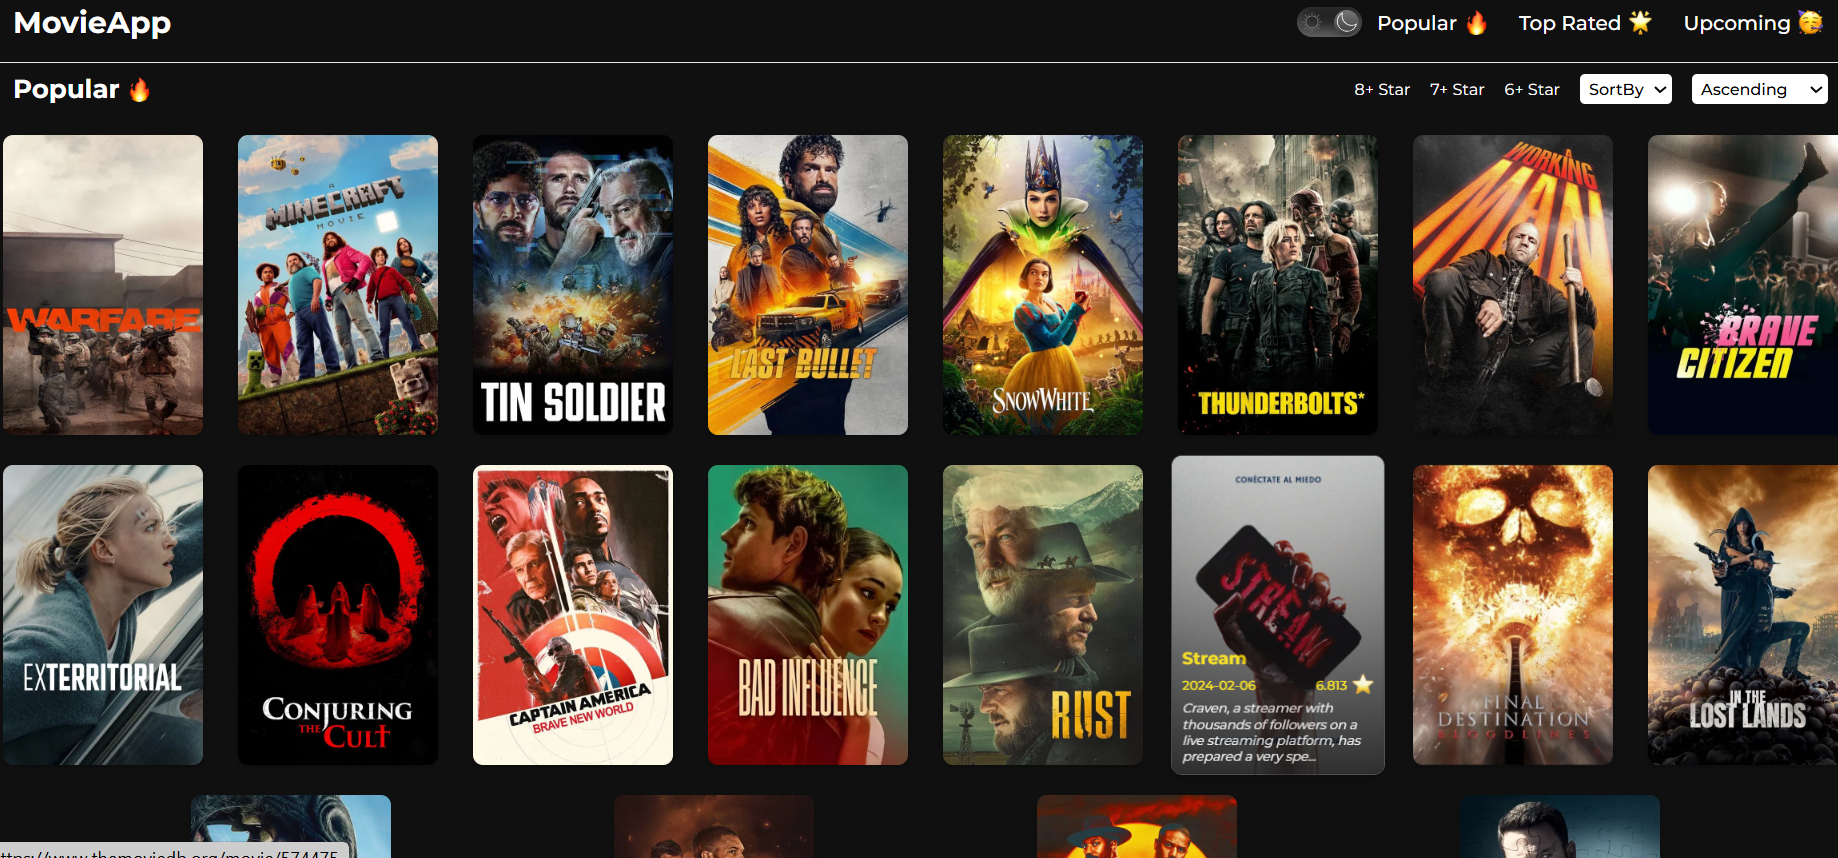 MovieApp
Popular 🔥
Top Rated 🌟
Upcoming 🥳
Popular 🔥
8+ Star
7+ Star
6+ Star
SortBy
Ascending
WARFARE
A
MINECRAFT
MOVIE
TIN SOLDIER
LAST BULLET
SNOW WHITE
THUNDERBOLTS*
A
WORKING
MAN
BRAVE
CITIZEN
EXTERRITORIAL
CONJURING
THE CULT
CAPTAIN AMERICA
BRAVE NEW WORLD
BAD INFLUENCE
RUST
CONÉCTATE AL MIEDO
STREAM
Stream
2024-02-06
6.813
Craven, a streamer with
thousands of followers on a
live streaming platform, has
prepared a very spe...
FINAL
DESTINATION
BLOODLINES
IN THE
LOST LANDS
ttps://www.themoviedb.org/movie/574475